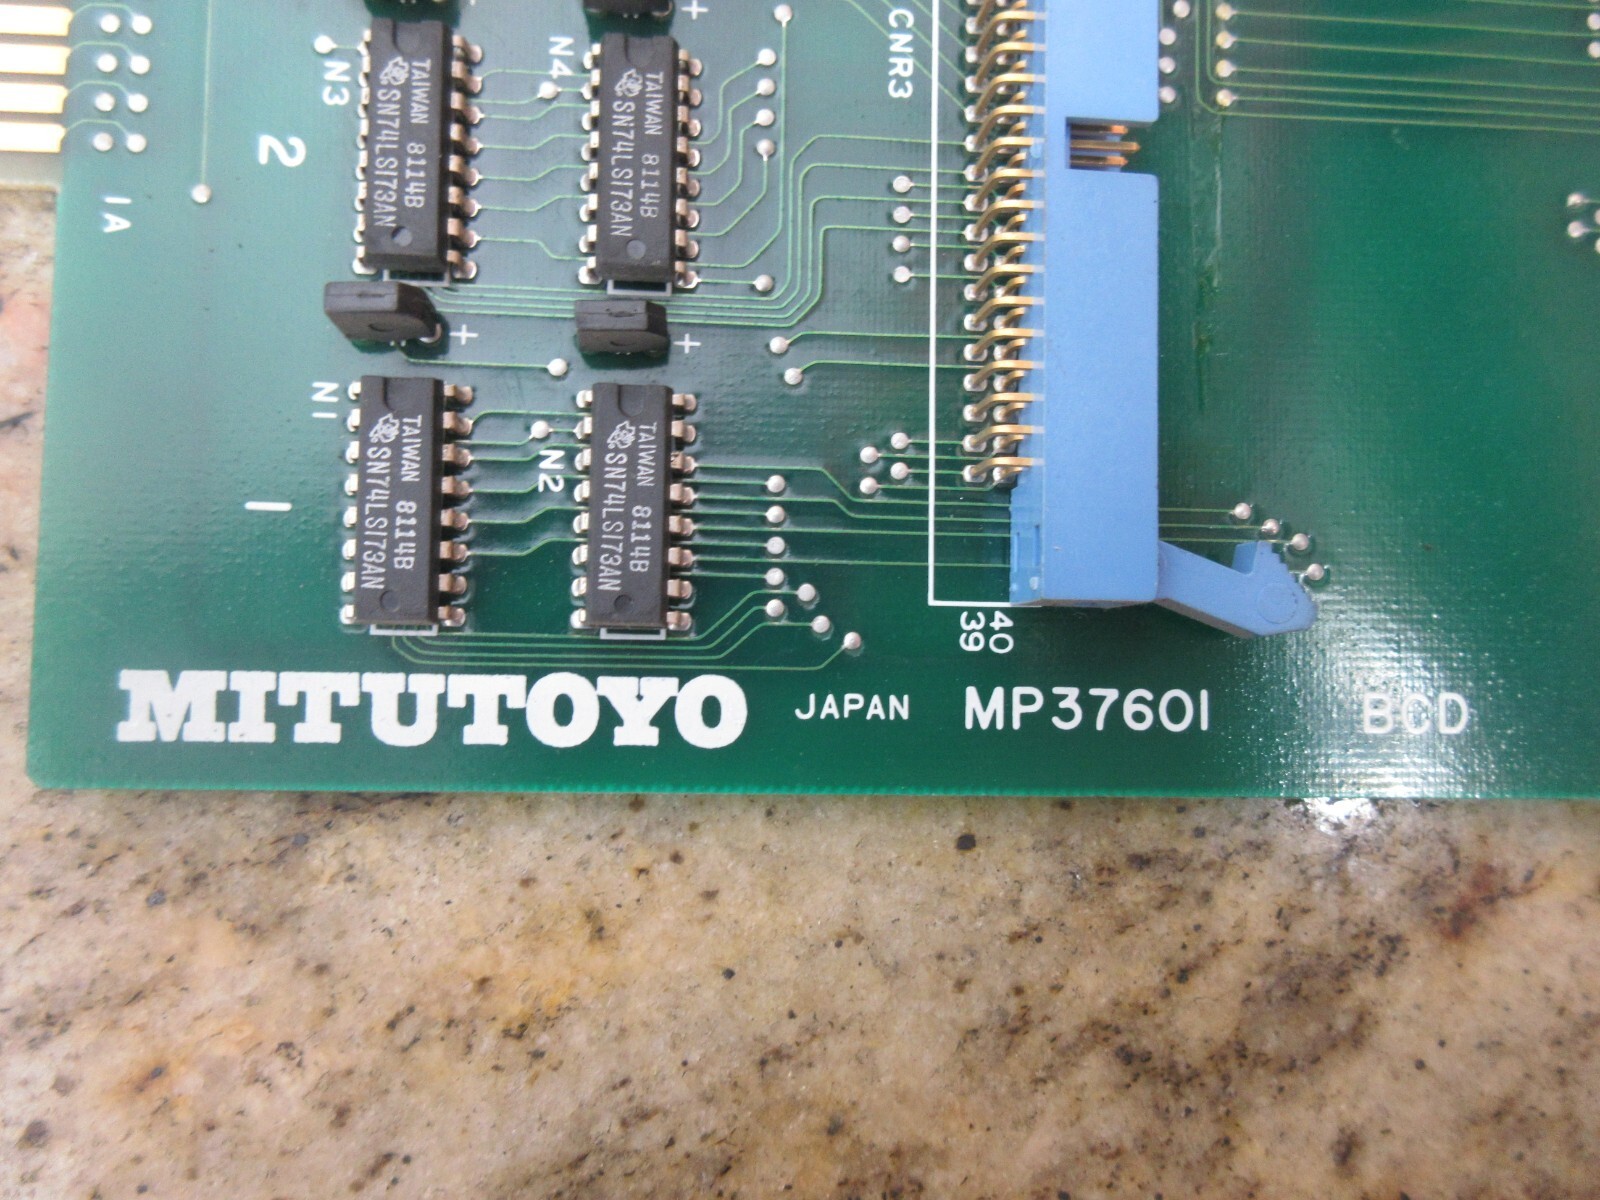 CNR3
N3
N4
TAIWAN 8114B
SN74LS173AN
TAIWAN 8114B
SN74LS173AN
2
1A
+
+
+
N1
N2
TAIWAN 8114B
SN74LS173AN
TAIWAN 8114B
SN74LS173AN
1
40
39
MITUTOYO JAPAN MP37601 BCD